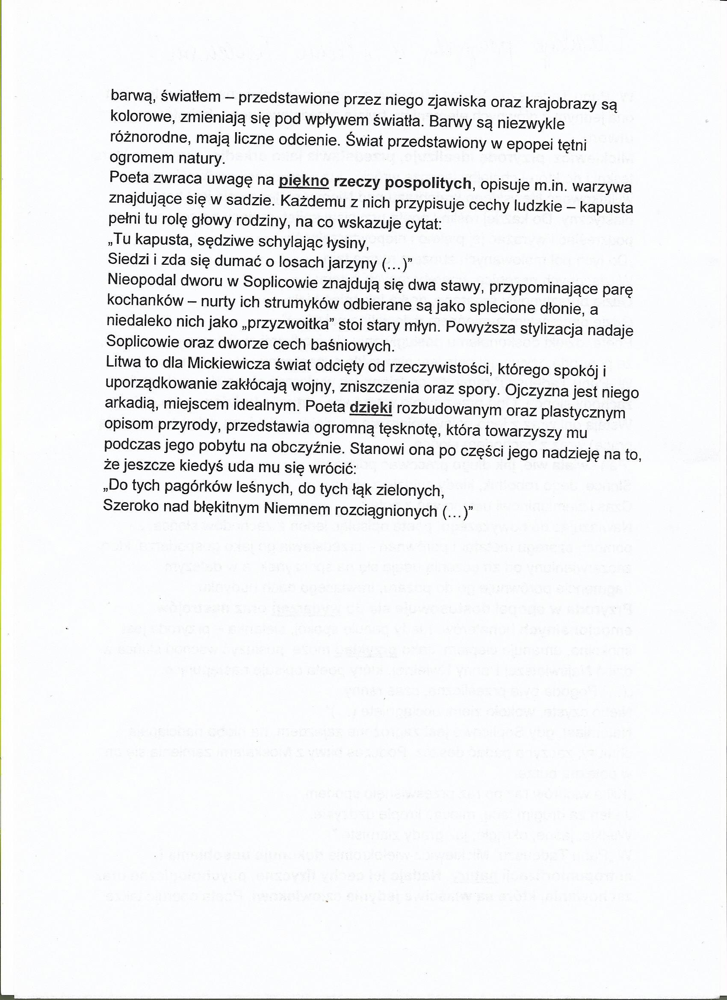 barwą, światłem – przedstawione przez niego zjawiska oraz krajobrazy są
kolorowe, zmieniają się pod wpływem światła. Barwy są niezwykle
różnorodne, mają liczne odcienie. Świat przedstawiony w epopei tętni
ogromem natury.
Poeta zwraca uwagę na piękno rzeczy pospolitych, opisuje m.in. warzywa
znajdujące się w sadzie. Każdemu z nich przypisuje cechy ludzkie – kapusta
pełni tu rolę głowy rodziny, na co wskazuje cytat:
„Tu kapusta, sędziwe schylając łysiny,
Siedzi i zda się dumać o losach jarzyny (...)”
Nieopodal dworu w Soplicowie znajdują się dwa stawy, przypominające parę
kochanków – nurty ich strumyków odbierane są jako splecione dłonie, a
niedaleko nich jako „przyzwoitka” stoi stary młyn. Powyższa stylizacja nadaje
Soplicowie oraz dworze cech baśniowych.
Litwa to dla Mickiewicza świat odcięty od rzeczywistości, którego spokój i
uporządkowanie zakłócają wojny, zniszczenia oraz spory. Ojczyzna jest niego
arkadią, miejscem idealnym. Poeta dzięki rozbudowanym oraz plastycznym
opisom przyrody, przedstawia ogromną tęsknotę, która towarzyszy mu
podczas jego pobytu na obczyźnie. Stanowi ona po części jego nadzieję na to,
że jeszcze kiedyś uda mu się wrócić:
„Do tych pagórków leśnych, do tych łąk zielonych,
Szeroko nad błękitnym Niemnem rozciągnionych (...)”